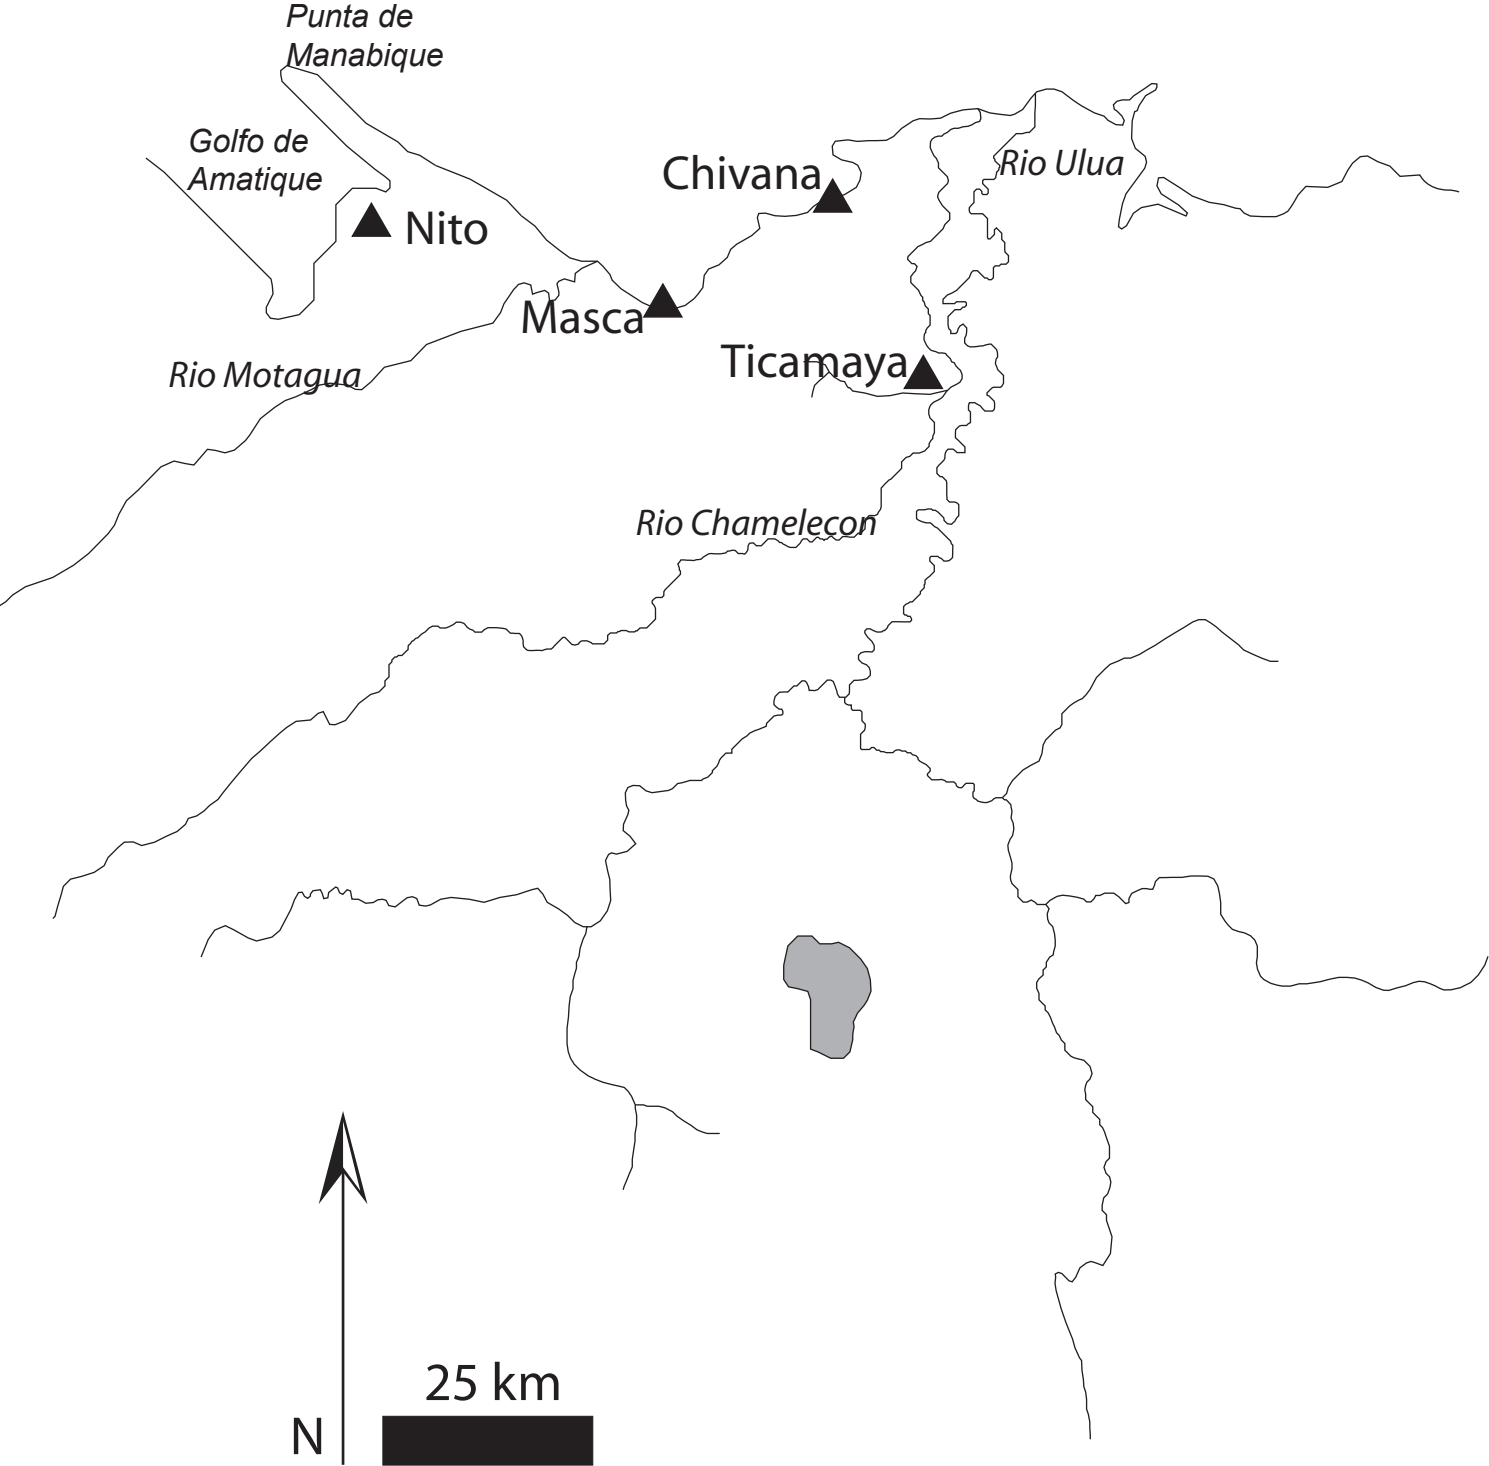 Punta de
Manabique
Golfo de
Amatique
Chivana
Rio Ulua
Nito
Masca
Ticamaya
Rio Motagua
Rio Chamelecon
25 km
N